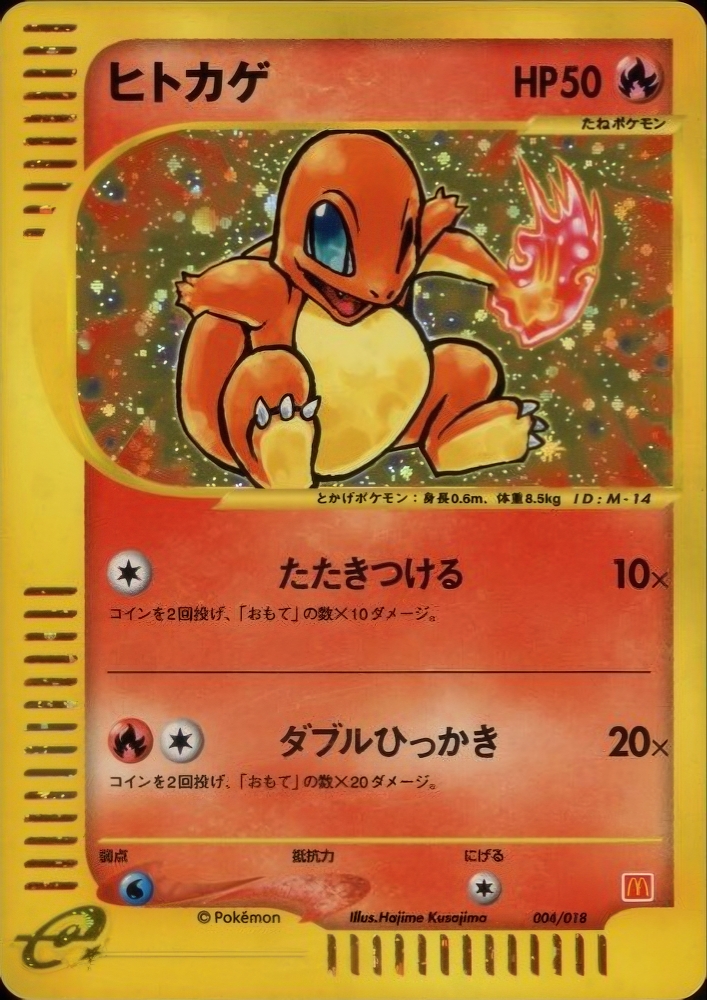 ヒトカゲ HP50
たねポケモン
とかげポケモン：身長0.6m、体重8.5kg ID:M-14
たたきつける 10×
コインを2回投げ、「おもて」の数×10ダメージ。
ダブルひっかき 20×
コインを2回投げ、「おもて」の数×20ダメージ。
弱点 抵抗力 にげる
© Pokémon Illus.Hajime Kusajima 004/018